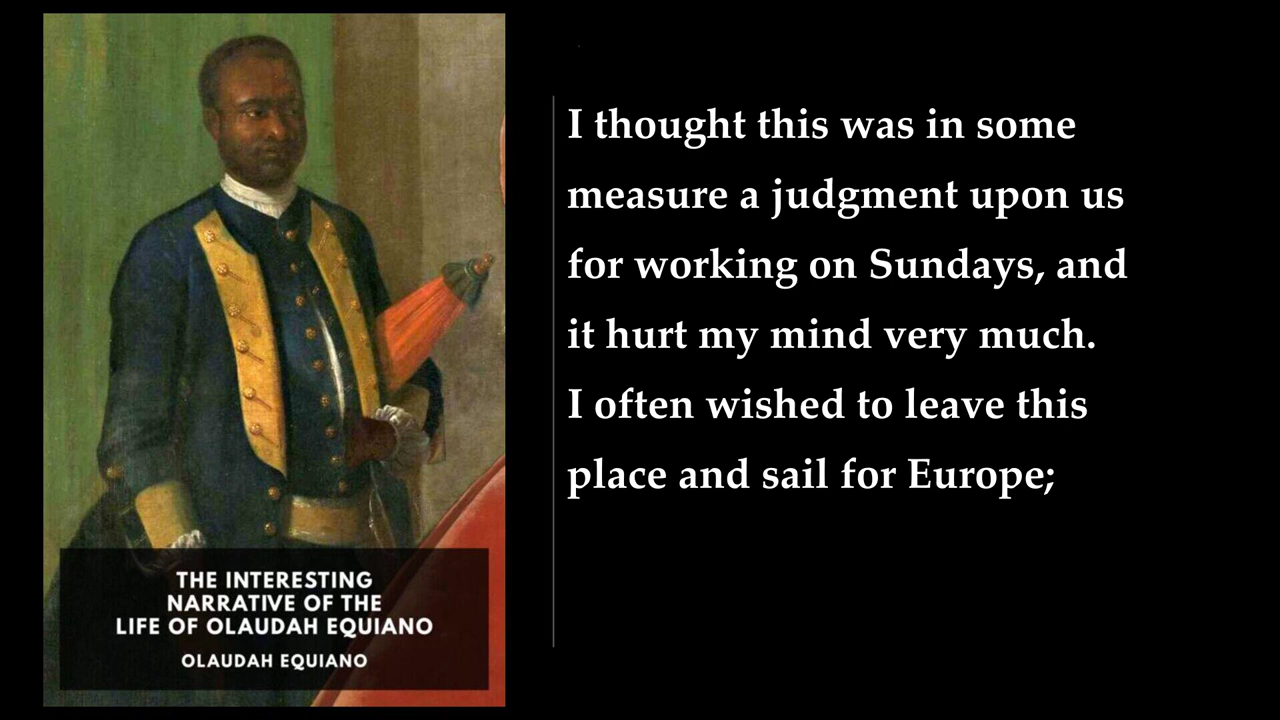 THE INTERESTING
NARRATIVE OF THE
LIFE OF OLAUDAH EQUIANO
OLAUDAH EQUIANO
I thought this was in some
measure a judgment upon us
for working on Sundays, and
it hurt my mind very much.
I often wished to leave this
place and sail for Europe;